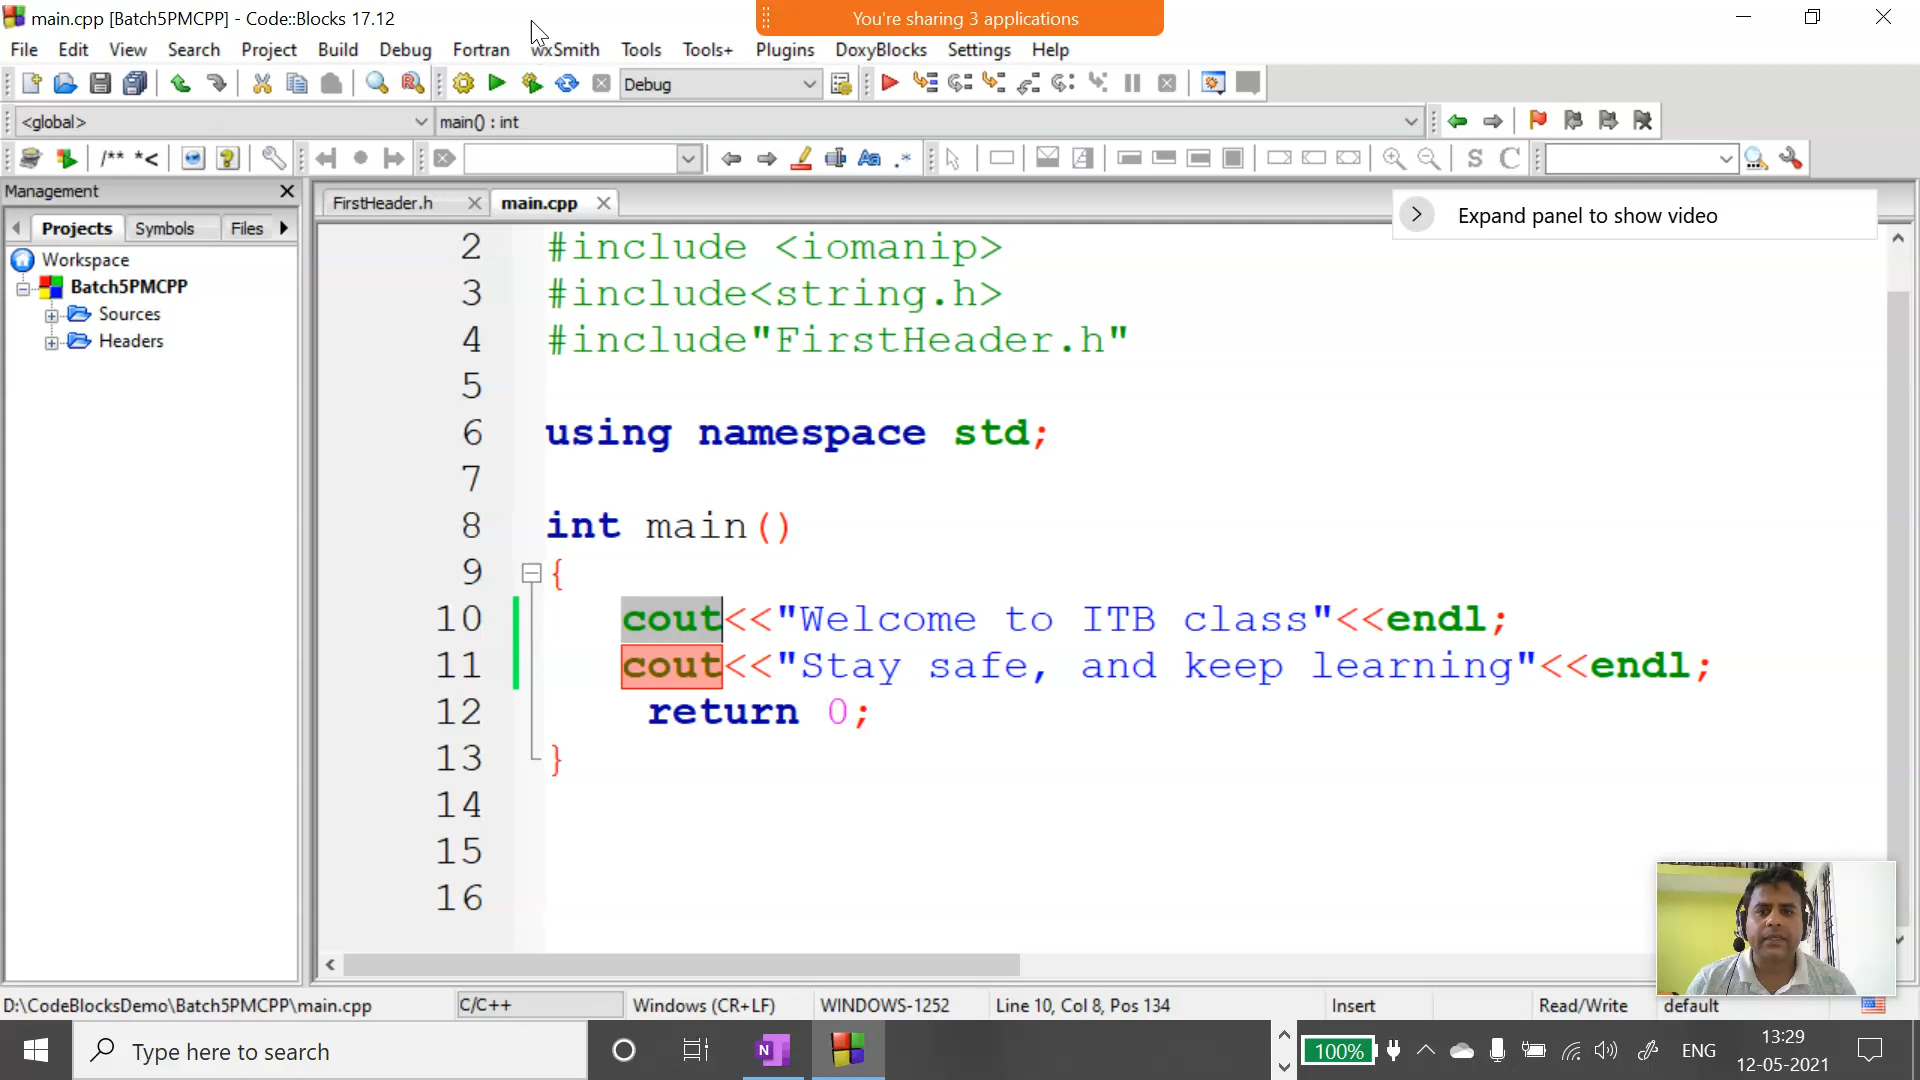 main.cpp [Batch5PMCPP] - Code::Blocks 17.12
You're sharing 3 applications
File Edit View Search Project Build Debug Fortran wxSmith Tools Tools+ Plugins DoxyBlocks Settings Help
Debug
<global> main() : int
/** *<
Aa .* S C
Management
FirstHeader.h main.cpp
Expand panel to show video
Projects Symbols Files
Workspace
Batch5PMCPP
Sources
Headers
2 #include <iomanip>
3 #include<string.h>
4 #include"FirstHeader.h"
5
6 using namespace std;
7
8 int main()
9 {
10 cout<<"Welcome to ITB class"<<endl;
11 cout<<"Stay safe, and keep learning"<<endl;
12 return 0;
13 }
14
15
16
D:\CodeBlocksDemo\Batch5PMCPP\main.cpp C/C++ Windows (CR+LF) WINDOWS-1252 Line 10, Col 8, Pos 134 Insert Read/Write default
Type here to search
N
100%
ENG
13:29
12-05-2021